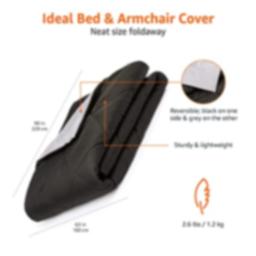 Ideal Bed & Armchair Cover
Neat size foldaway
Reversible; black on one
side & grey on the other
Sturdy & lightweight
2.6 lbs / 1.2 kg